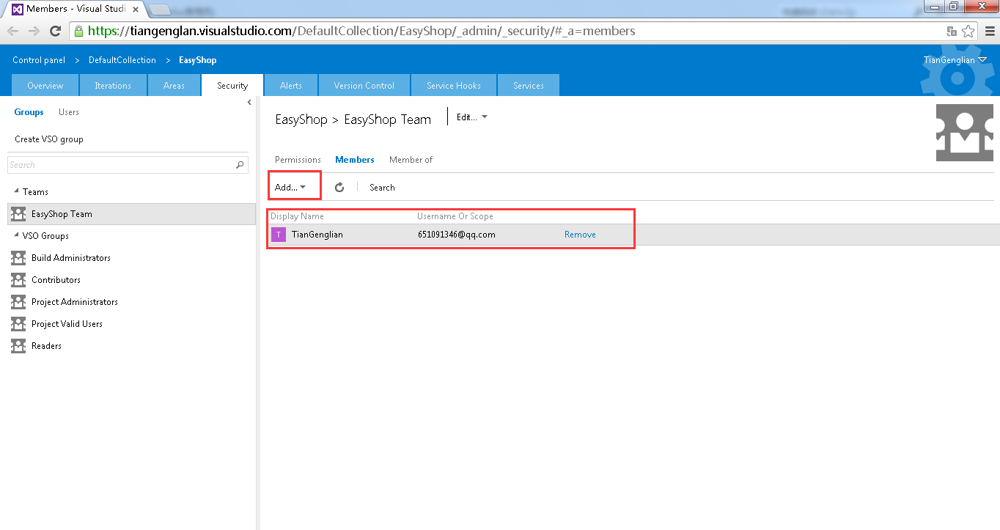 Members - Visual Studi
https://tiangenglan.visualstudio.com/DefaultCollection/EasyShop/_admin/_security/#_a=members
Control panel > DefaultCollection > EasyShop
TianGenglian
Overview Iterations Areas Security Alerts Version Control Service Hooks Services
Groups Users
Create VSO group
Search
Teams
EasyShop Team
VSO Groups
Build Administrators
Contributors
Project Administrators
Project Valid Users
Readers
EasyShop > EasyShop Team Edit...
Permissions Members Member of
Add... Search
Display Name Username Or Scope
T TianGenglian 651091346@qq.com Remove